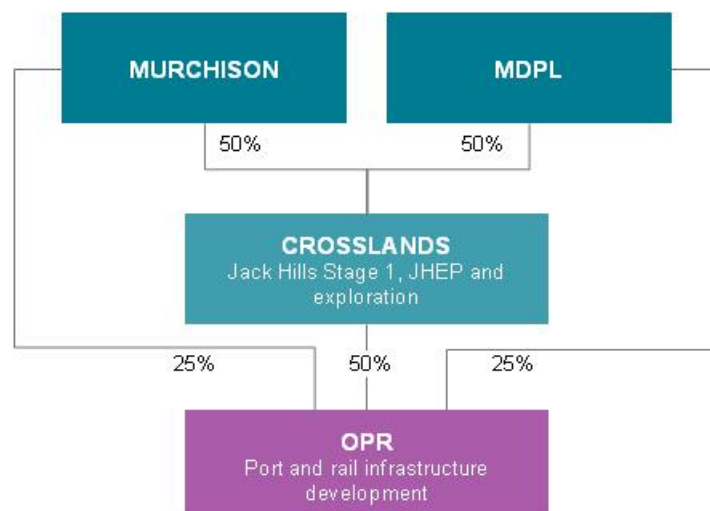 MURCHISON
MDPL
50%
50%
CROSSLANDS
Jack Hills Stage 1, JHEP and
exploration
25%
50%
25%
OPR
Port and rail infrastructure
development